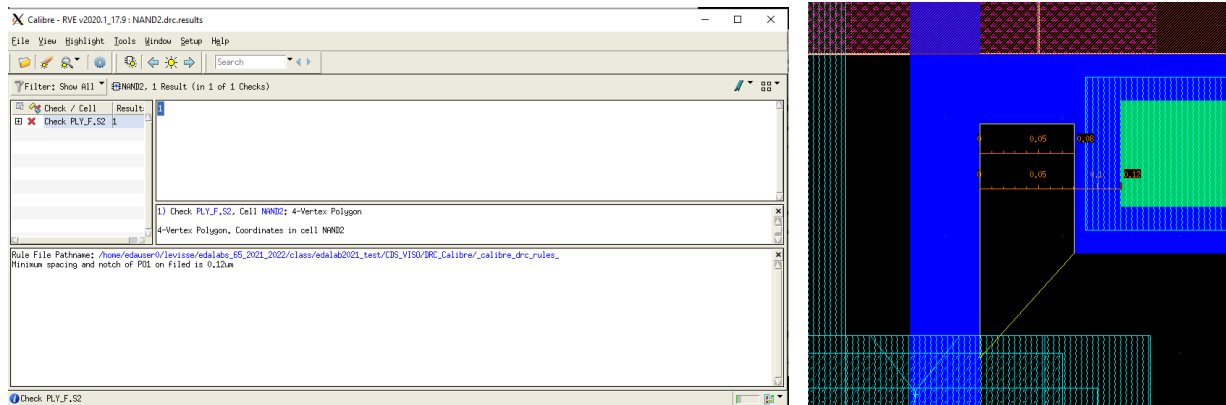 Calibre - RVE v2020.1_17.9 : NAND2.drc.results
File View Highlight Tools Window Setup Help
Search
Filter: Show All NAND2, 1 Result (in 1 of 1 Checks)
Check / Cell Result:
Check PLY_F.S2 1
1
1) Check PLY_F.S2, Cell NAND2: 4-Vertex Polygon
4-Vertex Polygon, Coordinates in cell NAND2
Rule File Pathname: /home/edauser0/levisse/edalabs_65_2021_2022/class/edalab2021_test/CDS_VISO/DRC_Calibre/_calibre_drc_rules_
Minimum spacing and notch of PO1 on filed is 0.12um
Check PLY_F.S2
0 0.05 0.08
0 0.05 0.1 0.12